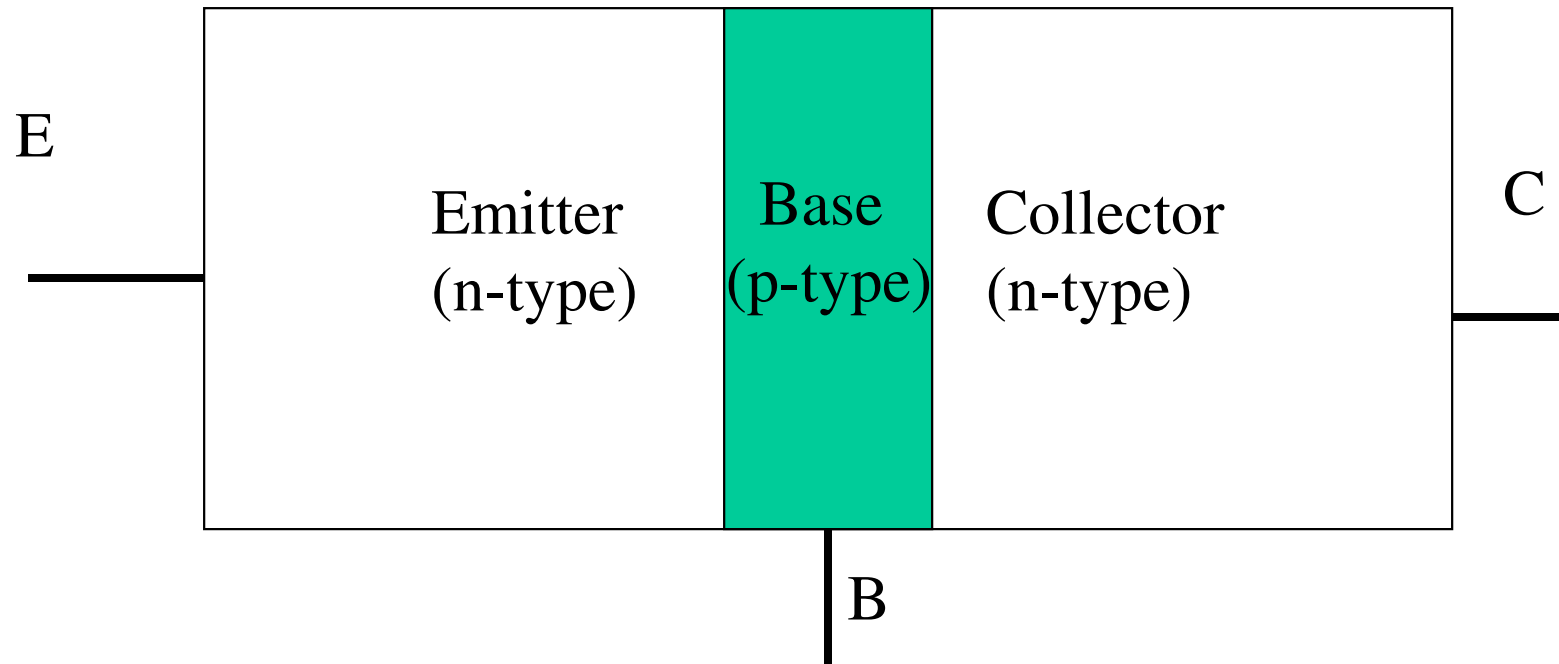 E
Emitter
(n-type)
Base
(p-type)
Collector
(n-type)
C
B